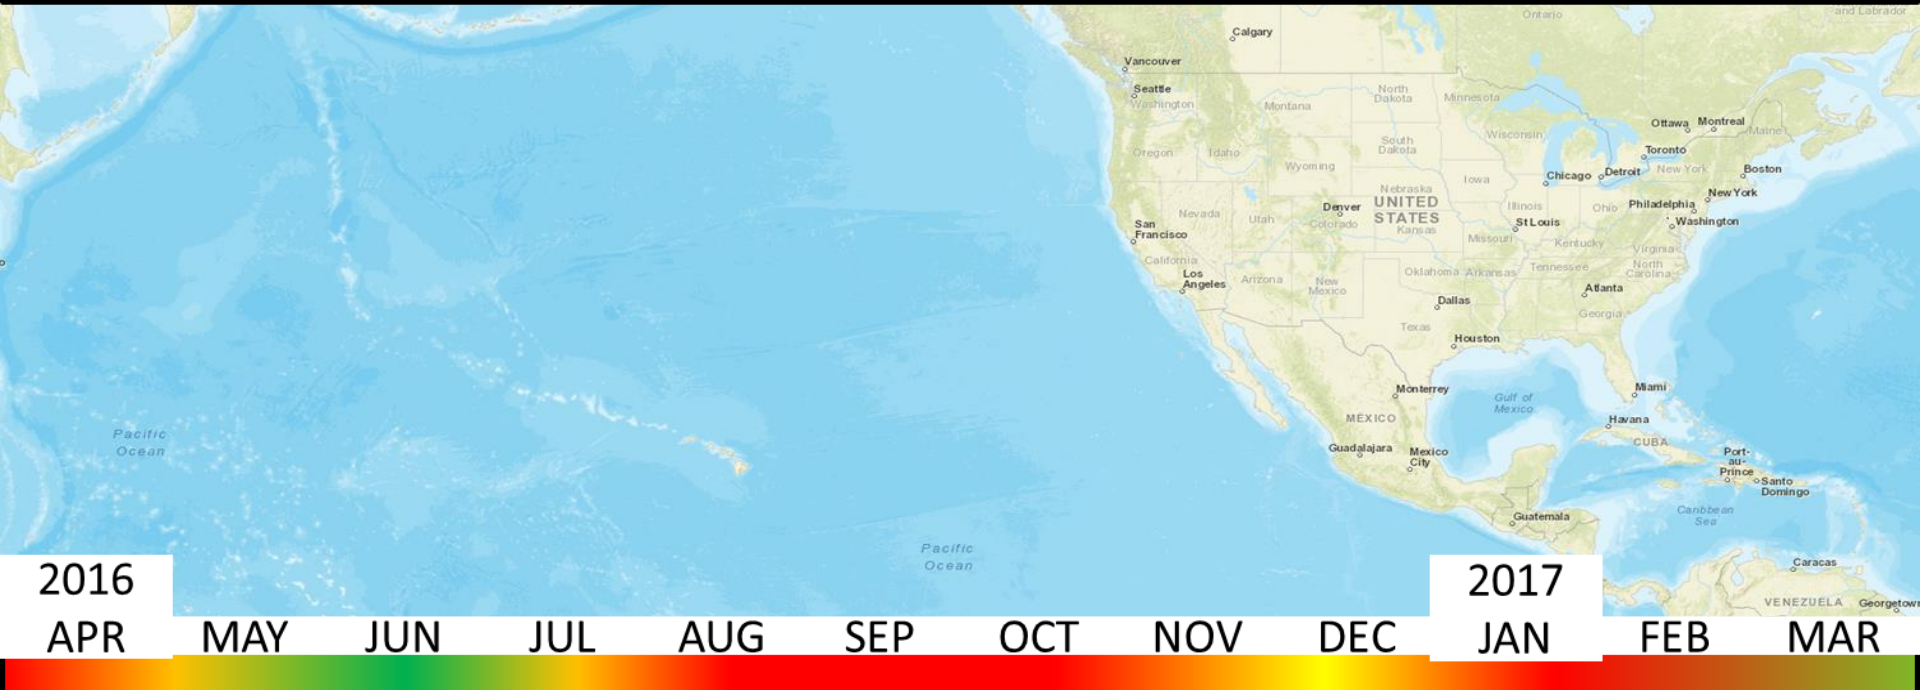 and Labrador
Ontario
Calgary
Vancouver
Seattle
Washington
Montana
North
Dakota
Minnesota
Ottawa
Montreal
Maine
South
Dakota
Wisconsin
Oregon
Idaho
Wyoming
Toronto
New York
Boston
Chicago
Detroit
Iowa
Nebraska
New York
Philadelphia
Washington
Denver
Colorado
UNITED
STATES
Kansas
Illinois
Ohio
St Louis
Nevada
Utah
San
Francisco
California
Missouri
Kentucky
Virginia
North
Carolina
Los
Angeles
Arizona
New
Mexico
Oklahoma
Arkansas
Tennessee
Atlanta
Georgia
Dallas
Texas
Houston
Monterrey
Miami
Gulf of
Mexico
Havana
CUBA
MÉXICO
Guadalajara
Mexico
City
Port-
au-
Prince
Santo
Domingo
Pacific
Ocean
Caribbean
Sea
Guatemala
Pacific
Ocean
Caracas
VENEZUELA
Georgetown
2016
2017
APR MAY JUN JUL AUG SEP OCT NOV DEC JAN FEB MAR